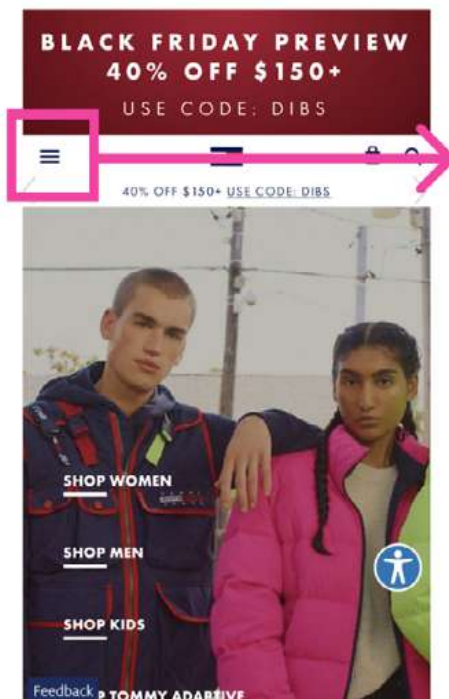 BLACK FRIDAY PREVIEW
40% OFF $150+
USE CODE: DIBS
40% OFF $150+ USE CODE: DIBS
SHOP WOMEN
SHOP MEN
SHOP KIDS
Feedback
P TOMMY ADAPTIVE